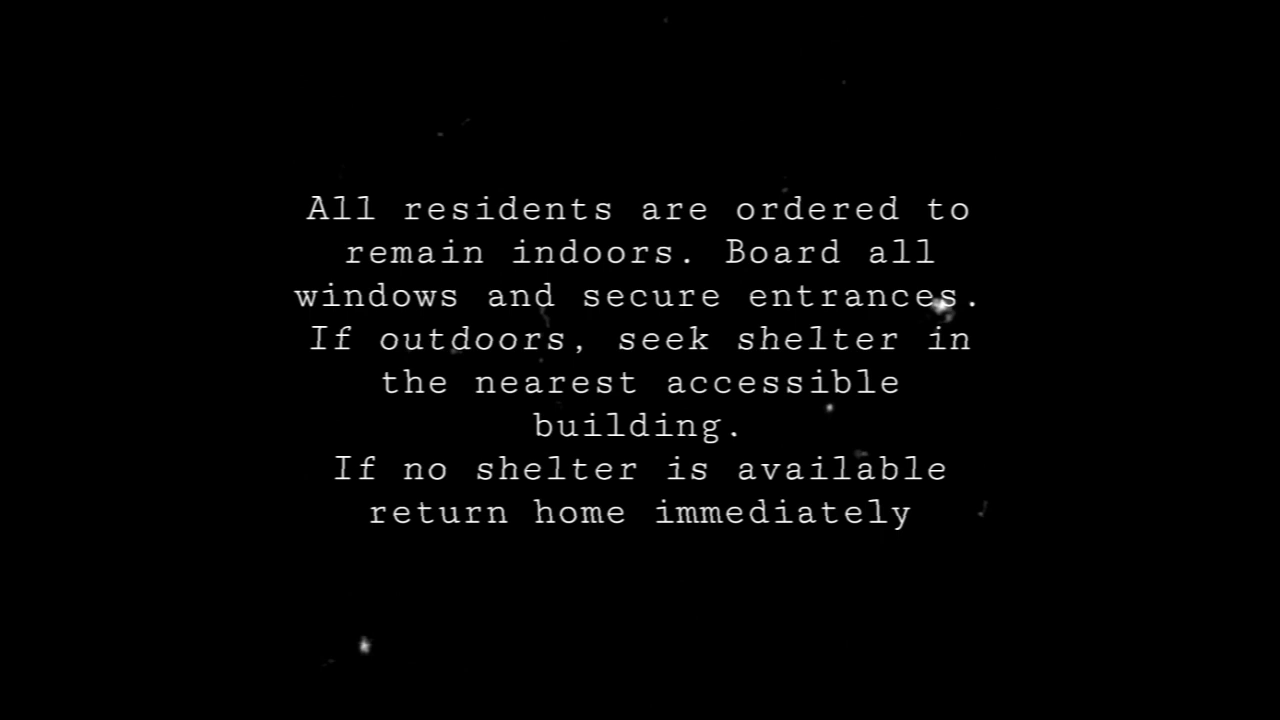 All residents are ordered to
remain indoors. Board all
windows and secure entrances.
If outdoors, seek shelter in
the nearest accessible
building.
If no shelter is available
return home immediately